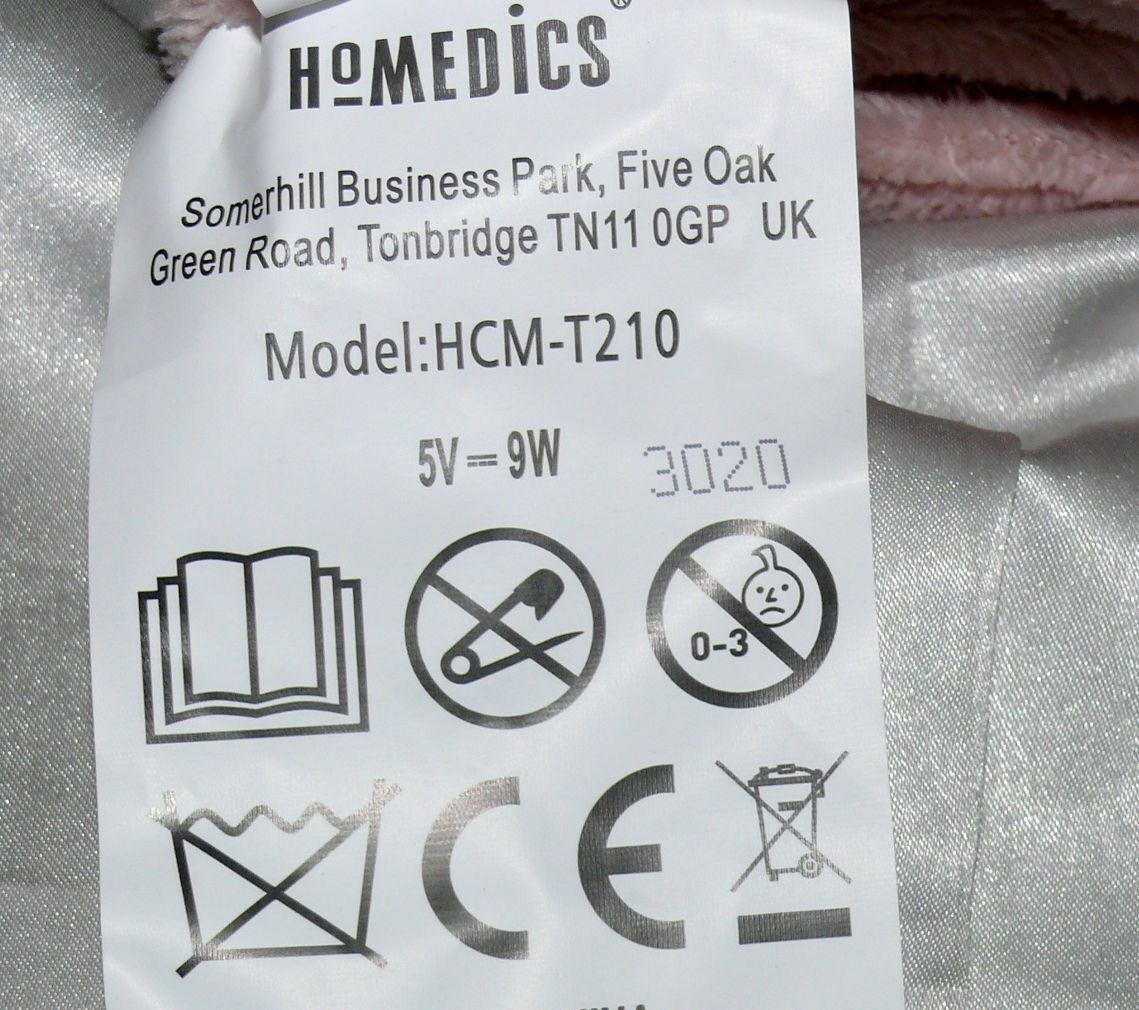 HoMEDiCS®
Somerhill Business Park, Five Oak
Green Road, Tonbridge TN11 0GP UK
Model:HCM-T210
5V⎓9W 3020
0-3
CE